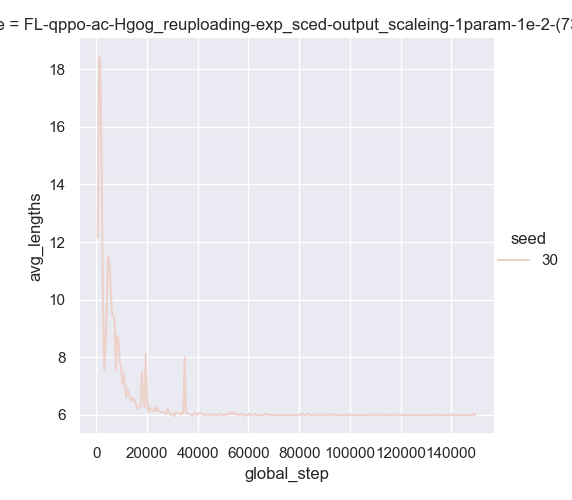 e = FL-qppo-ac-Hgog_reuploading-exp_sced-output_scaleing-1param-1e-2-(73
18
16
14
12
10
8
6
avg_lengths
0 20000 40000 60000 80000 100000 120000 140000
global_step
seed
30